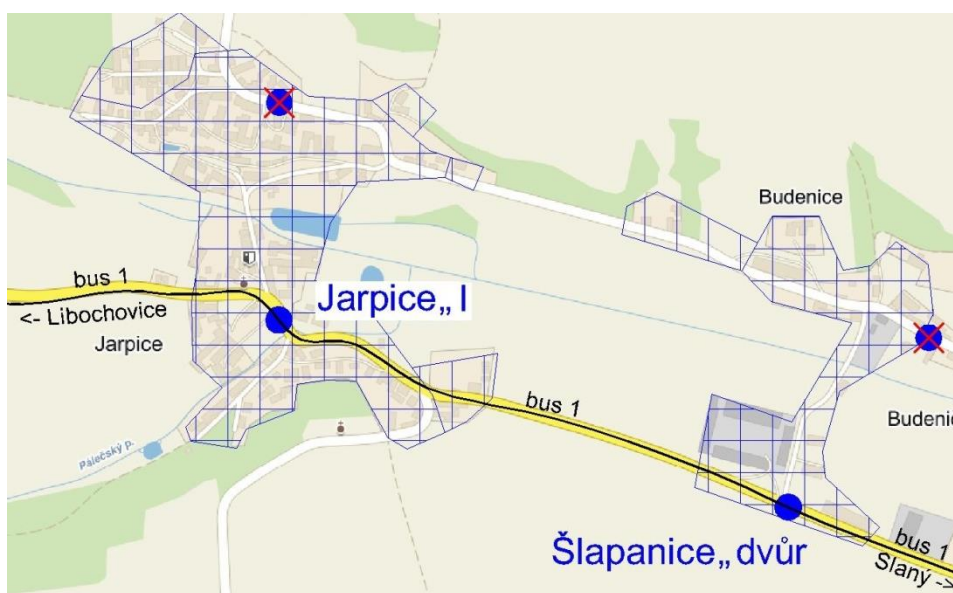 Budenice
bus 1
Jarpice,, I
<- Libochovice
Jarpice
bus 1
Budenic
Pálečský P.
Šlapanice,, dvůr
bus 1
Slaný ->